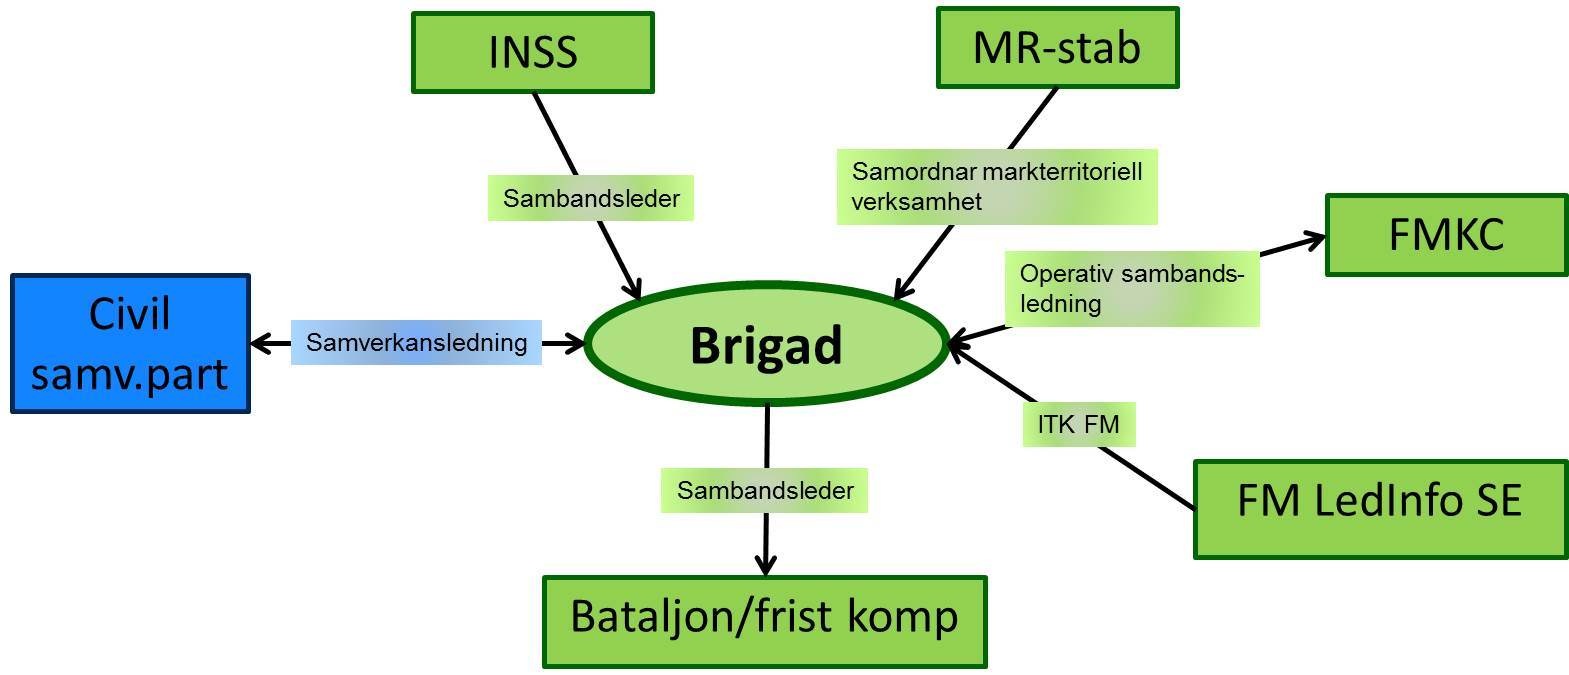 INSS
MR-stab
Sambandsleder
Samordnar markterritoriell
verksamhet
FMKC
Operativ sambands-
ledning
Civil
samv.part
Samverkansledning
Brigad
ITK FM
FM LedInfo SE
Sambandsleder
Bataljon/frist komp